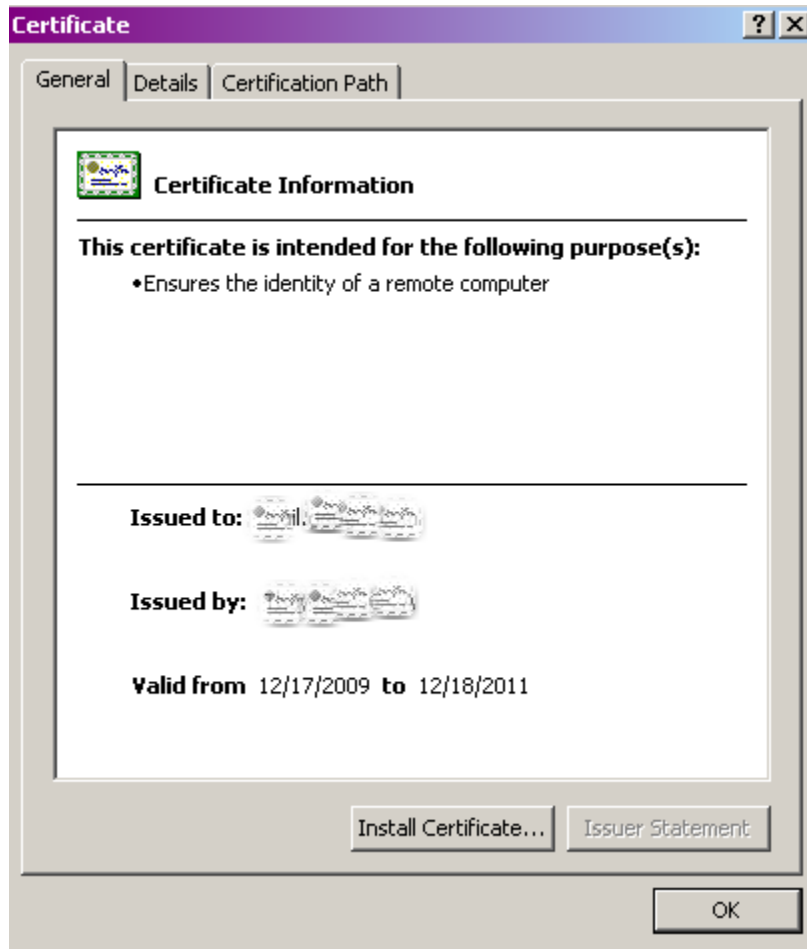 Certificate
General Details Certification Path
Certificate Information
This certificate is intended for the following purpose(s):
•Ensures the identity of a remote computer
Issued to:
Issued by:
Valid from 12/17/2009 to 12/18/2011
Install Certificate... Issuer Statement
OK